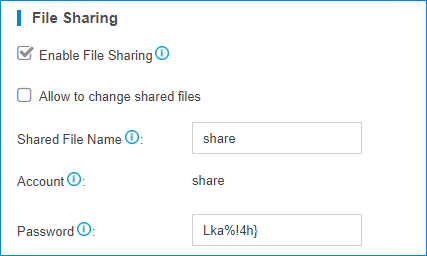 File Sharing
Enable File Sharing
Allow to change shared files
Shared File Name : share
Account : share
Password : Lka%!4h}